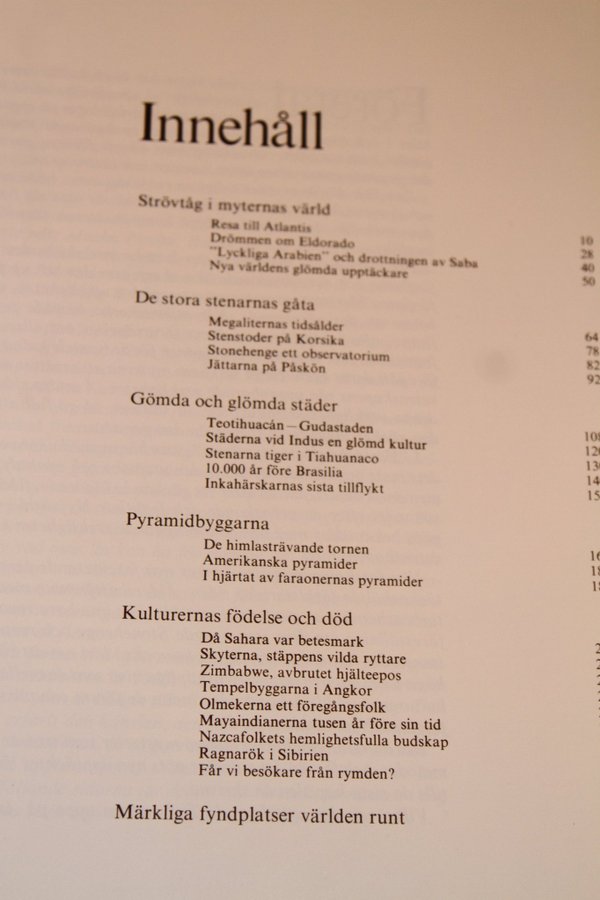 Innehåll
Strövtåg i myternas värld
Resa till Atlantis 10
Drömmen om Eldorado 28
"Lyckliga Arabien" och drottningen av Saba 40
Nya världens glömda upptäckare 50
De stora stenarnas gåta
Megaliternas tidsålder 64
Stenstoder på Korsika 78
Stonehenge ett observatorium 82
Jättarna på Påskön 92
Gömda och glömda städer
Teotihuacán – Gudastaden
Städerna vid Indus en glömd kultur
Stenarna tiger i Tiahuanaco
10.000 år före Brasilia
Inkahärskarnas sista tillflykt
Pyramidbyggarna
De himlasträvande tornen
Amerikanska pyramider
I hjärtat av faraonernas pyramider
Kulturernas födelse och död
Då Sahara var betesmark
Skyterna, stäppens vilda ryttare
Zimbabwe, avbrutet hjälteepos
Tempelbyggarna i Angkor
Olmekerna ett föregångsfolk
Mayaindianerna tusen år före sin tid
Nazcafolkets hemlighetsfulla budskap
Ragnarök i Sibirien
Får vi besökare från rymden?
Märkliga fyndplatser världen runt